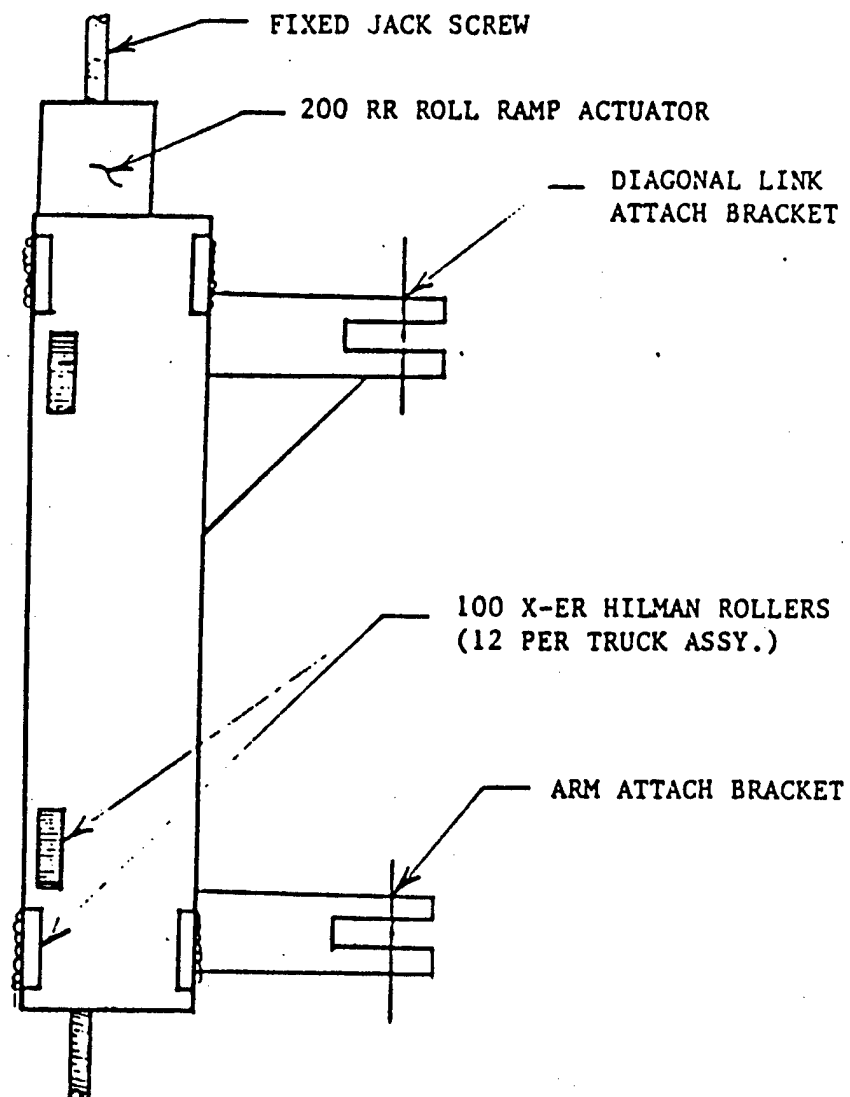 FIXED JACK SCREW
200 RR ROLL RAMP ACTUATOR
DIAGONAL LINK
ATTACH BRACKET
100 X-ER HILMAN ROLLERS
(12 PER TRUCK ASSY.)
ARM ATTACH BRACKET